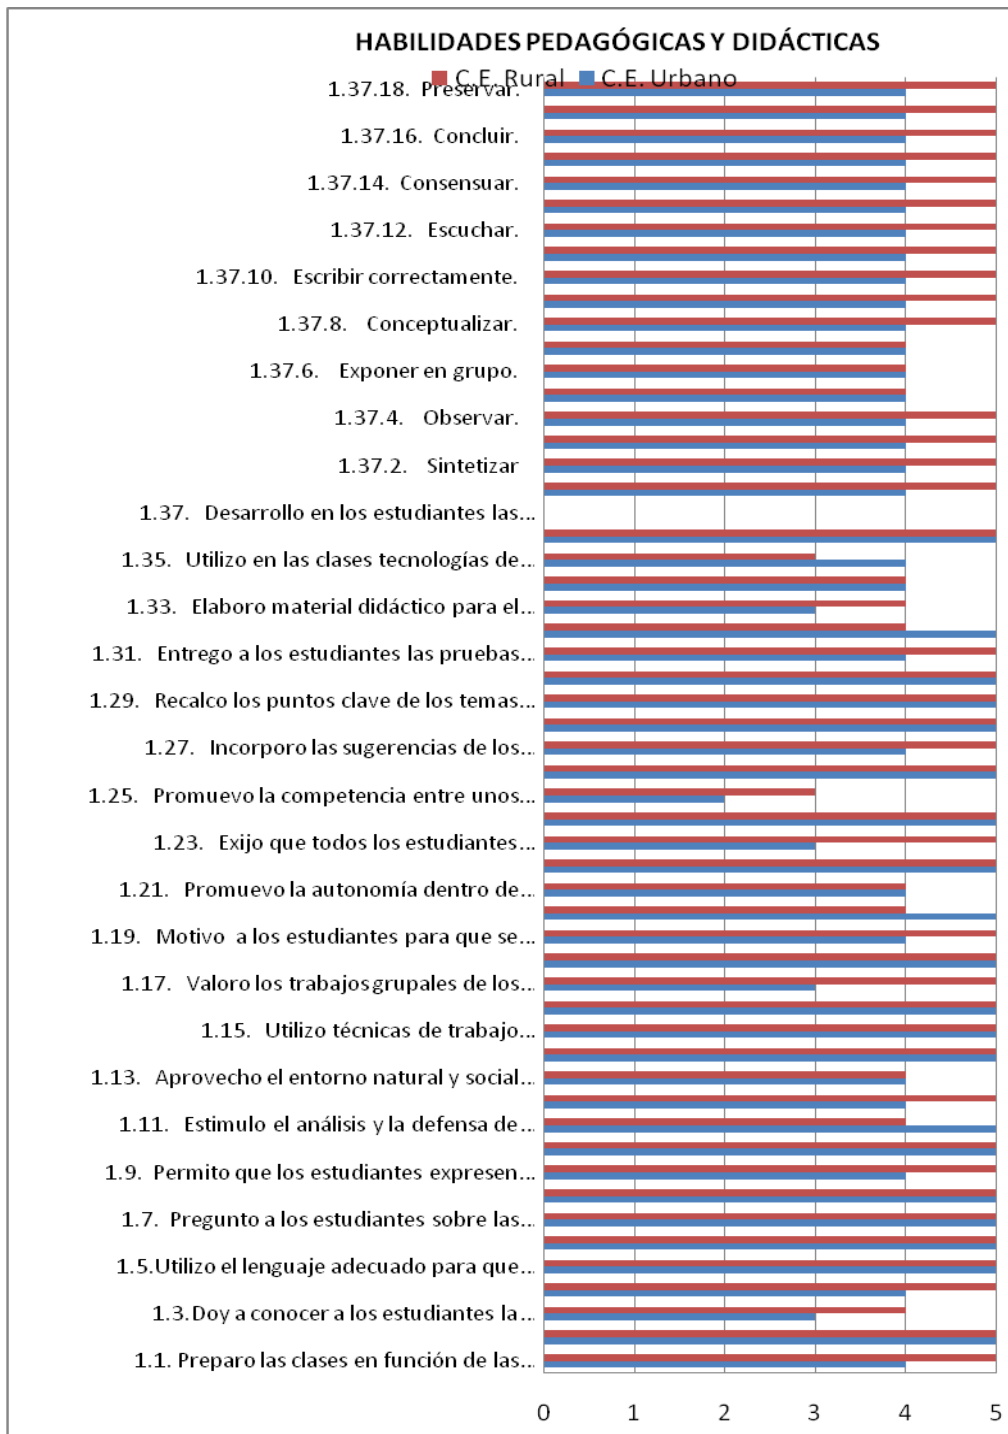 HABILIDADES PEDAGÓGICAS Y DIDÁCTICAS
C.E. Rural C.E. Urbano
1.37.18. Preservar.
1.37.16. Concluir.
1.37.14. Consensuar.
1.37.12. Escuchar.
1.37.10. Escribir correctamente.
1.37.8. Conceptualizar.
1.37.6. Exponer en grupo.
1.37.4. Observar.
1.37.2. Sintetizar
1.37. Desarrollo en los estudiantes las...
1.35. Utilizo en las clases tecnologías de...
1.33. Elaboro material didáctico para el...
1.31. Entrego a los estudiantes las pruebas...
1.29. Recalco los puntos clave de los temas...
1.27. Incorporo las sugerencias de los...
1.25. Promuevo la competencia entre unos...
1.23. Exijo que todos los estudiantes...
1.21. Promuevo la autonomía dentro de...
1.19. Motivo a los estudiantes para que se...
1.17. Valoro los trabajos grupales de los...
1.15. Utilizo técnicas de trabajo...
1.13. Aprovecho el entorno natural y social...
1.11. Estimulo el análisis y la defensa de...
1.9. Permito que los estudiantes expresen...
1.7. Pregunto a los estudiantes sobre las...
1.5.Utilizo el lenguaje adecuado para que...
1.3.Doy a conocer a los estudiantes la...
1.1. Preparo las clases en función de las...
0 1 2 3 4 5